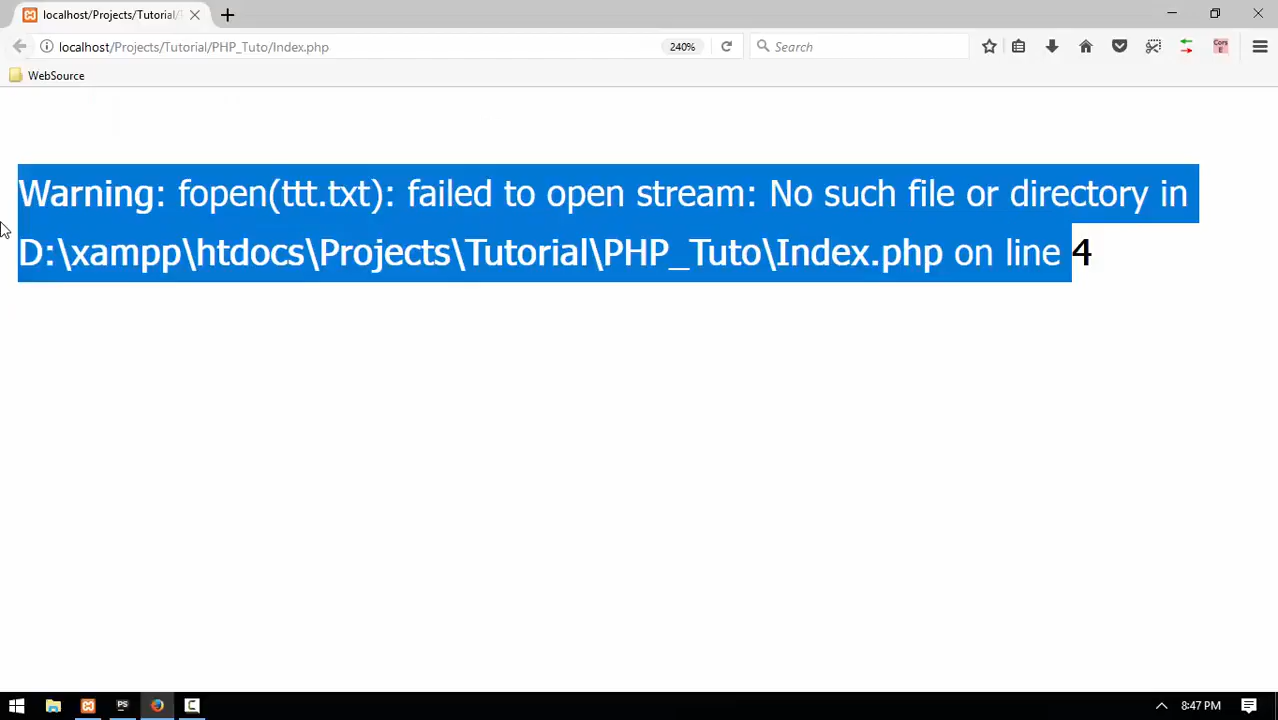 localhost/Projects/Tutorial/
localhost/Projects/Tutorial/PHP_Tuto/Index.php
240%
Search
WebSource
Warning: fopen(ttt.txt): failed to open stream: No such file or directory in
D:\xampp\htdocs\Projects\Tutorial\PHP_Tuto\Index.php on line 4
PS
8:47 PM